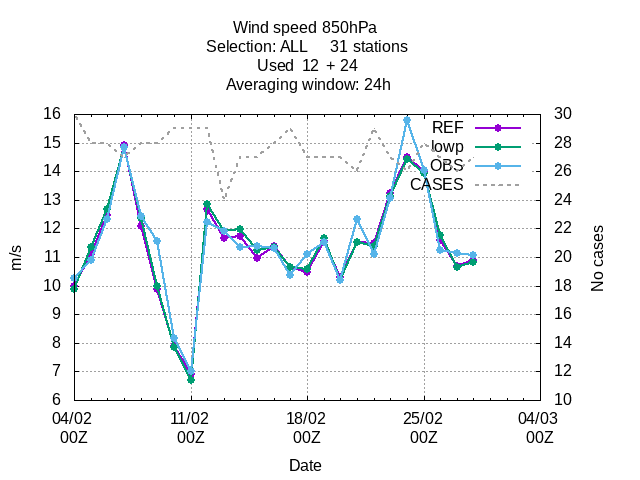 Wind speed 850hPa
Selection: ALL 31 stations
Used 12 + 24
Averaging window: 24h
16 30
REF
15 28
lowp
14 26
OBS
CASES
13 24
12 22
11 20
10 18
9 16
8 14
7 12
6 10
m/s
No cases
04/02 11/02 18/02 25/02 04/03
00Z 00Z 00Z 00Z 00Z
Date